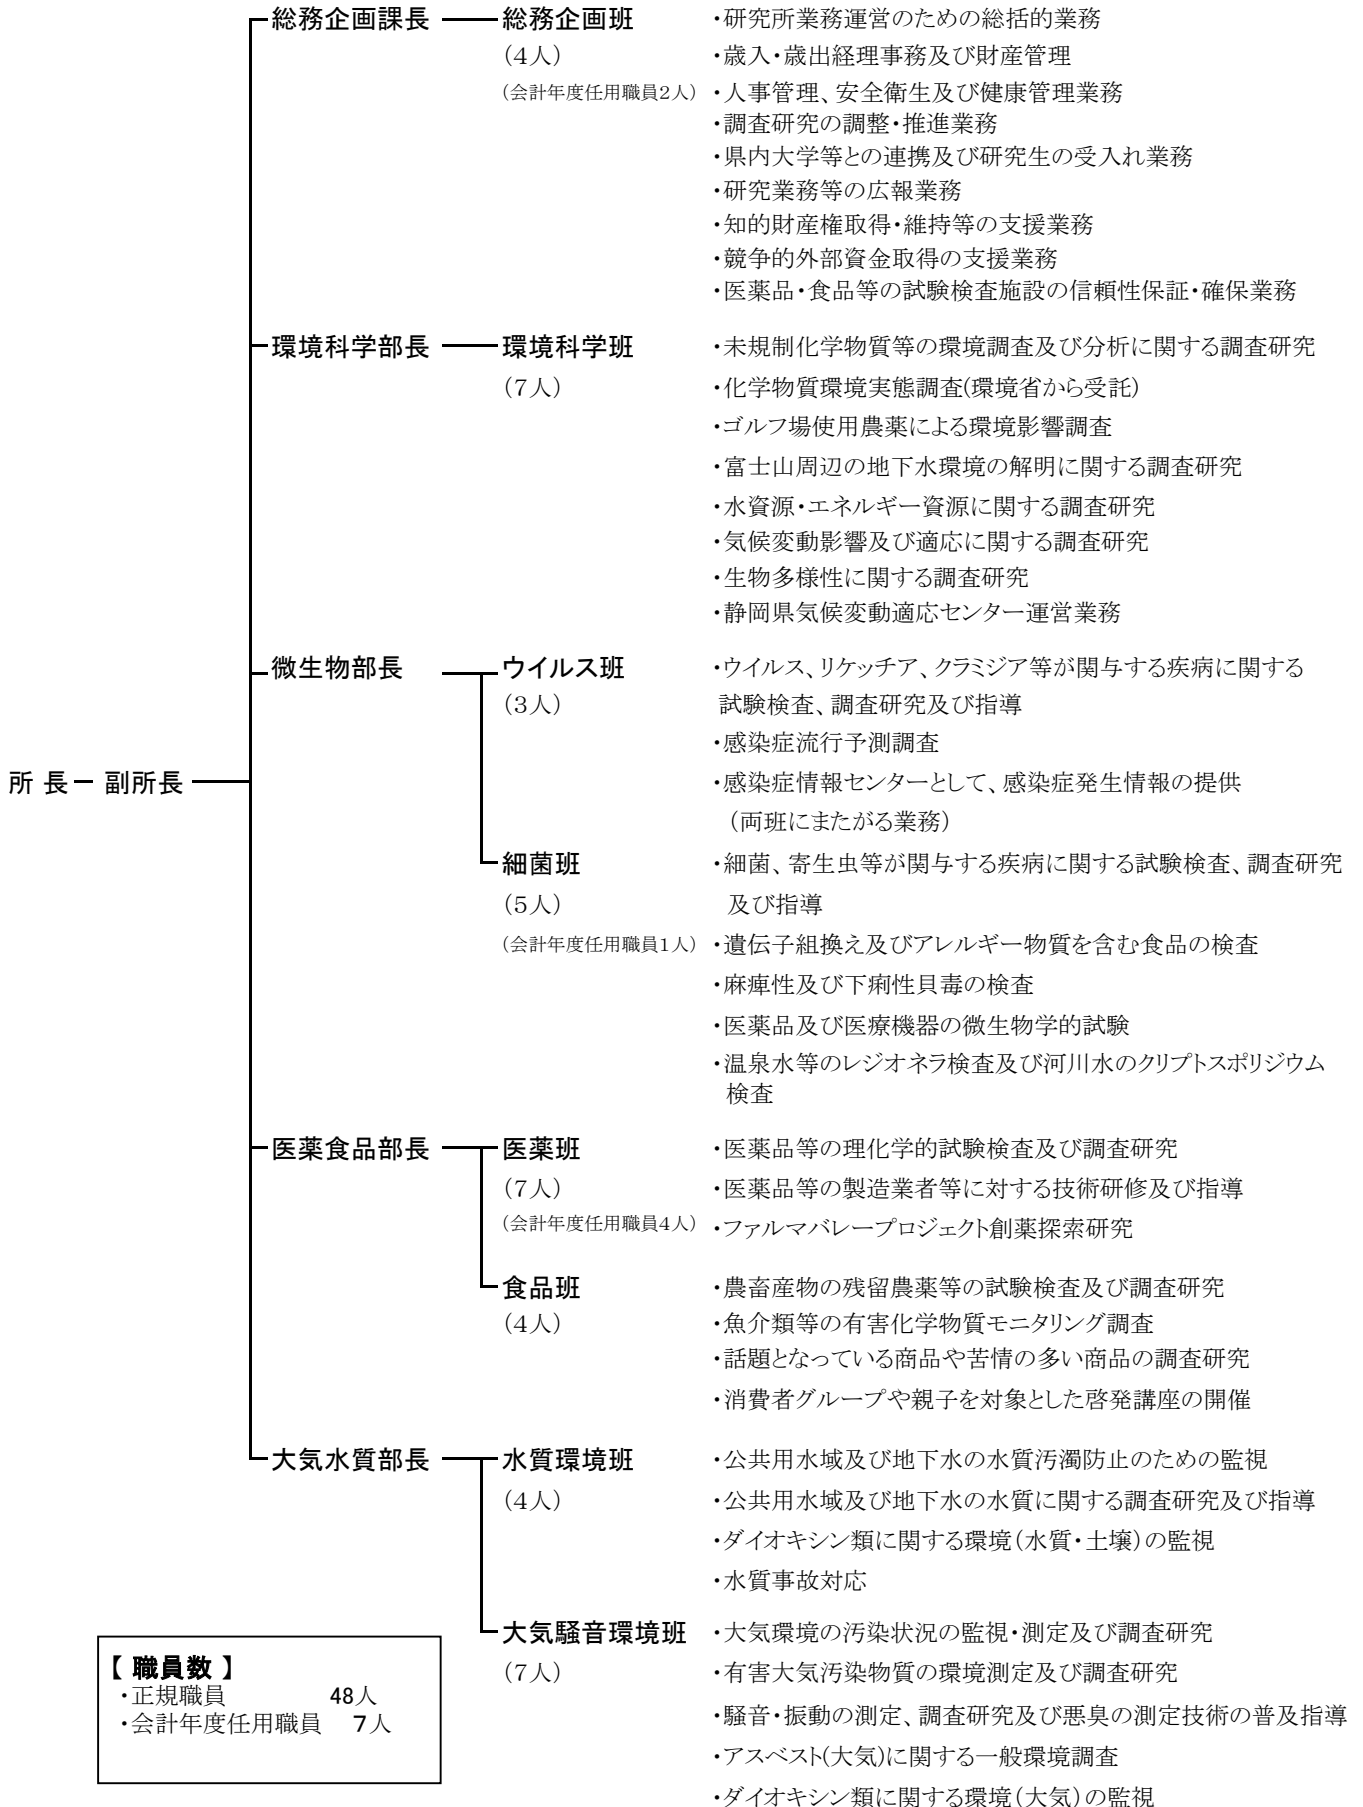 総務企画課長 総務企画班 ・研究所業務運営のための総括的業務
（4人） ・歳入・歳出経理事務及び財産管理
（会計年度任用職員2人） ・人事管理、安全衛生及び健康管理業務
・調査研究の調整・推進業務
・県内大学等との連携及び研究生の受入れ業務
・研究業務等の広報業務
・知的財産権取得・維持等の支援業務
・競争的外部資金取得の支援業務
・医薬品・食品等の試験検査施設の信頼性保証・確保業務
環境科学部長 環境科学班 ・未規制化学物質等の環境調査及び分析に関する調査研究
（7人） ・化学物質環境実態調査(環境省から受託)
・ゴルフ場使用農薬による環境影響調査
・富士山周辺の地下水環境の解明に関する調査研究
・水資源・エネルギー資源に関する調査研究
・気候変動影響及び適応に関する調査研究
・生物多様性に関する調査研究
・静岡県気候変動適応センター運営業務
微生物部長 ウイルス班 ・ウイルス、リケッチア、クラミジア等が関与する疾病に関する
（3人） 試験検査、調査研究及び指導
・感染症流行予測調査
所 長 副所長 ・感染症情報センターとして、感染症発生情報の提供
（両班にまたがる業務）
細菌班 ・細菌、寄生虫等が関与する疾病に関する試験検査、調査研究
（5人） 及び指導
（会計年度任用職員1人） ・遺伝子組換え及びアレルギー物質を含む食品の検査
・麻痺性及び下痢性貝毒の検査
・医薬品及び医療機器の微生物学的試験
・温泉水等のレジオネラ検査及び河川水のクリプトスポリジウム
検査
医薬食品部長 医薬班 ・医薬品等の理化学的試験検査及び調査研究
（7人） ・医薬品等の製造業者等に対する技術研修及び指導
（会計年度任用職員4人） ・ファルマバレープロジェクト創薬探索研究
食品班 ・農畜産物の残留農薬等の試験検査及び調査研究
（4人） ・魚介類等の有害化学物質モニタリング調査
・話題となっている商品や苦情の多い商品の調査研究
・消費者グループや親子を対象とした啓発講座の開催
大気水質部長 水質環境班 ・公共用水域及び地下水の水質汚濁防止のための監視
（4人） ・公共用水域及び地下水の水質に関する調査研究及び指導
・ダイオキシン類に関する環境（水質・土壌）の監視
・水質事故対応
大気騒音環境班 ・大気環境の汚染状況の監視・測定及び調査研究
（7人） ・有害大気汚染物質の環境測定及び調査研究
・騒音・振動の測定、調査研究及び悪臭の測定技術の普及指導
・アスベスト(大気)に関する一般環境調査
・ダイオキシン類に関する環境（大気）の監視
【 職員数 】
・正規職員 48人
・会計年度任用職員 7人